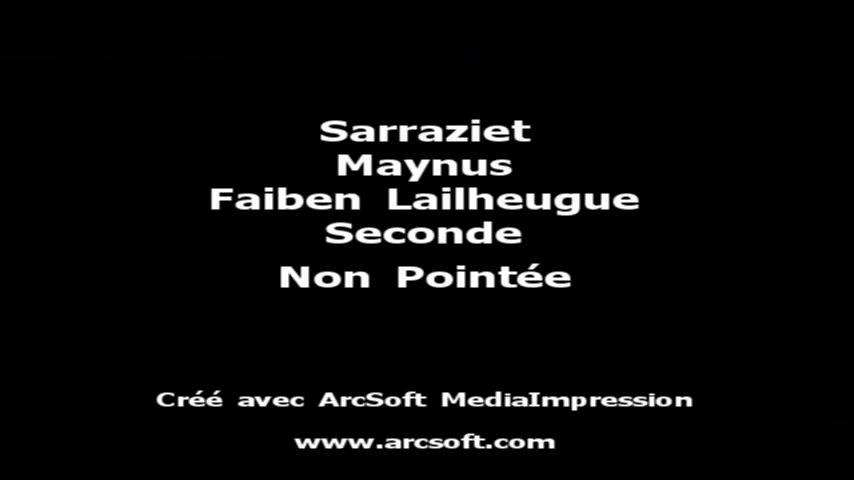 Sarraziet
Maynus
Faiben Lailheugue
Seconde
Non Pointée
Créé avec ArcSoft MediaImpression
www.arcsoft.com